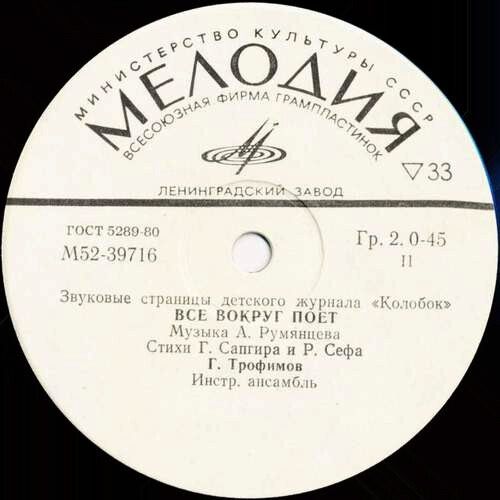 МИНИСТЕРСТВО КУЛЬТУРЫ СССР
МЕЛОДИЯ
ВСЕСОЮЗНАЯ ФИРМА ГРАМПЛАСТИНОК
▽33
ЛЕНИНГРАДСКИЙ ЗАВОД
ГОСТ 5289-80
М52-39716
Гр. 2. 0-45
II
Звуковые страницы детского журнала «Колобок»
ВСЕ ВОКРУГ ПОЕТ
Музыка А. Румянцева
Стихи Г. Сапгира и Р. Сефа
Г. Трофимов
Инстр. ансамбль